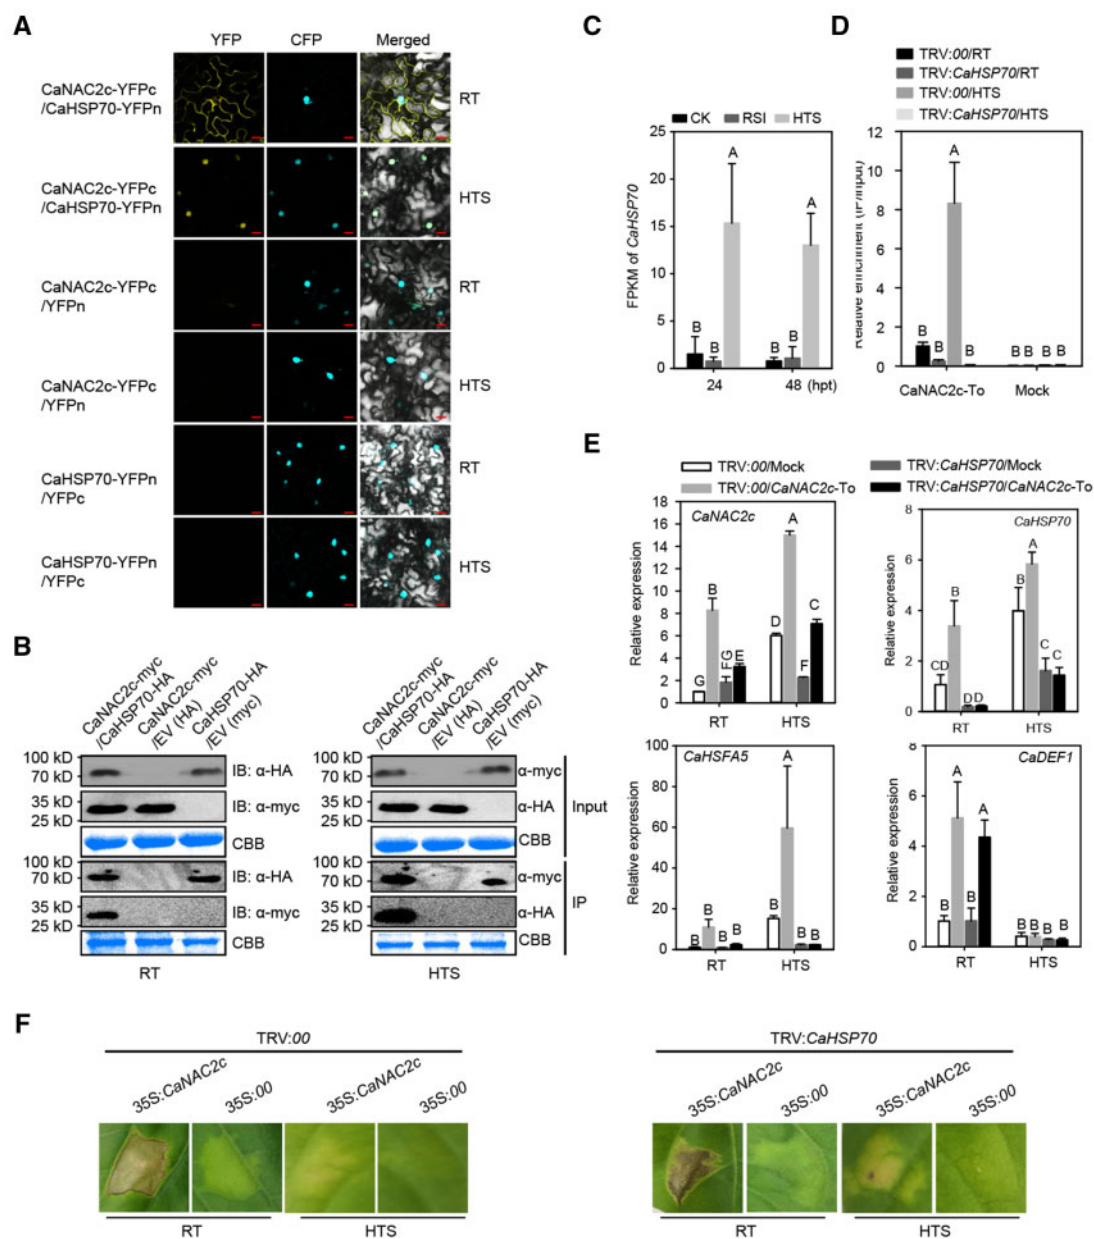 A
YFP CFP Merged
CaNAC2c-YFPc
/CaHSP70-YFPn
RT
CaNAC2c-YFPc
/CaHSP70-YFPn
HTS
CaNAC2c-YFPc
/YFPn
RT
CaNAC2c-YFPc
/YFPn
HTS
CaHSP70-YFPn
/YFPc
RT
CaHSP70-YFPn
/YFPc
HTS
B
CaNAC2c-myc
/CaHSP70-HA
CaNAC2c-myc
/EV (HA)
CaHSP70-HA
/EV (myc)
100 kD
70 kD
IB: α-HA
35 kD
25 kD
IB: α-myc
CBB
100 kD
70 kD
IB: α-HA
35 kD
25 kD
IB: α-myc
CBB
RT
CaNAC2c-myc
/CaHSP70-HA
CaNAC2c-myc
/EV (HA)
CaHSP70-HA
/EV (myc)
100 kD
70 kD
α-myc
35 kD
25 kD
α-HA
Input
CBB
100 kD
70 kD
α-myc
35 kD
25 kD
α-HA
IP
CBB
HTS
C
CK RSI HTS
FPKM of CaHSP70
25
20
15
10
5
0
B B A B B A
24 48 (hpt)
D
TRV:00/RT
TRV:CaHSP70/RT
TRV:00/HTS
TRV:CaHSP70/HTS
Relative enrichment (IP/input)
12
10
8
6
4
2
0
B B A B B B B B
CaNAC2c-To Mock
E
TRV:00/Mock TRV:CaHSP70/Mock
TRV:00/CaNAC2c-To TRV:CaHSP70/CaNAC2c-To
CaNAC2c
Relative expression
18
16
14
12
10
8
6
4
2
0
G B FG E D A F C
RT HTS
CaHSP70
Relative expression
8
6
4
2
0
CD B D D B A C C
RT HTS
CaHSFA5
Relative expression
100
80
60
40
20
0
B B B B B A B B
RT HTS
CaDEF1
Relative expression
8
6
4
2
0
B A B A B B B B
RT HTS
F
TRV:00
35S:CaNAC2c 35S:00 35S:CaNAC2c 35S:00
RT HTS
TRV:CaHSP70
35S:CaNAC2c 35S:00 35S:CaNAC2c 35S:00
RT HTS